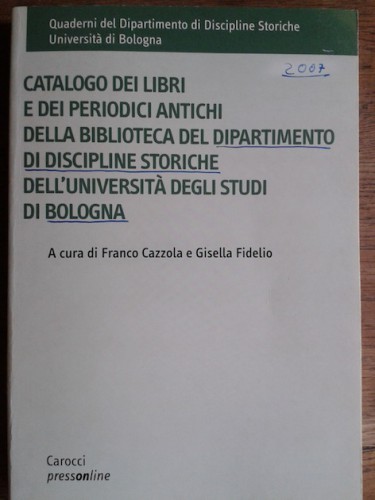 Quaderni del Dipartimento di Discipline Storiche
Università di Bologna
2007
CATALOGO DEI LIBRI
E DEI PERIODICI ANTICHI
DELLA BIBLIOTECA DEL DIPARTIMENTO
DI DISCIPLINE STORICHE
DELL'UNIVERSITÀ DEGLI STUDI
DI BOLOGNA
A cura di Franco Cazzola e Gisella Fidelio
Carocci
pressonline